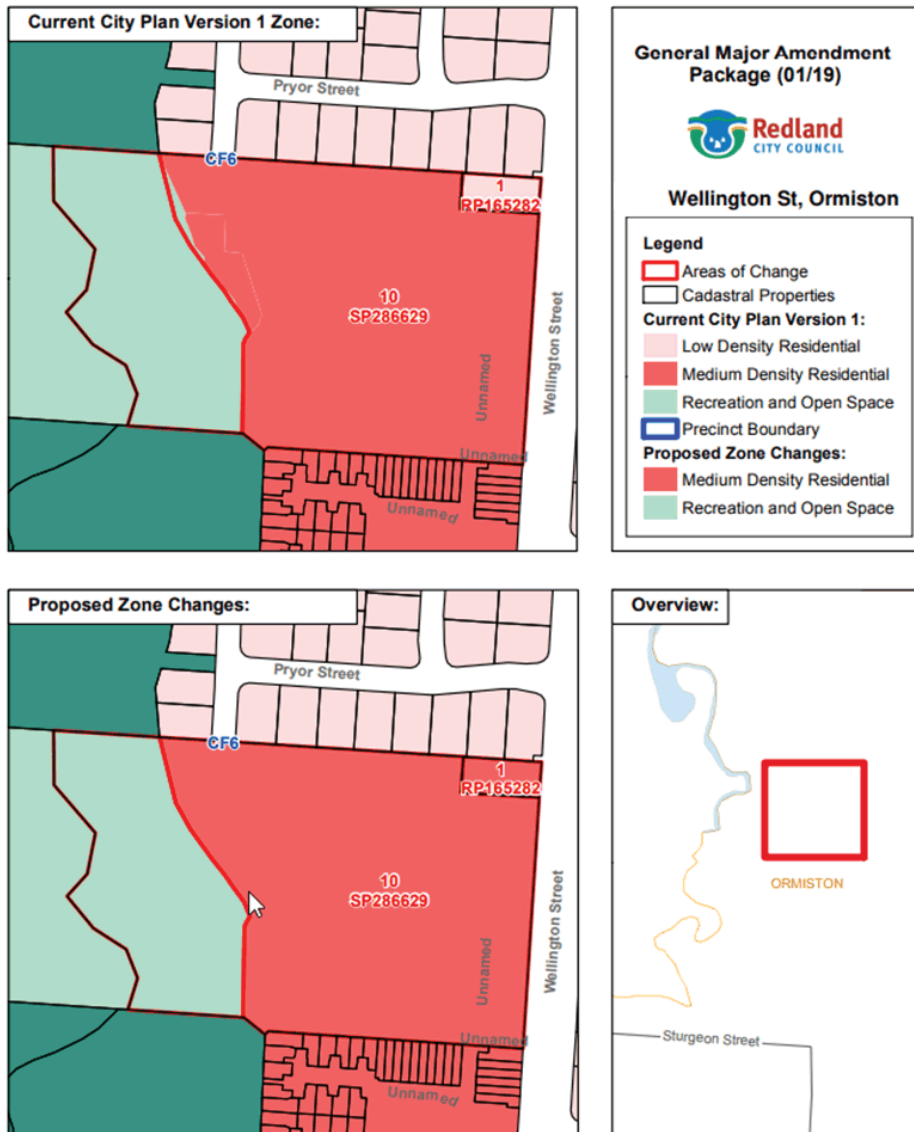 Current City Plan Version 1 Zone:
Pryor Street
CF6
1
RP165282
10
SP286629
Unnamed
Wellington Street
Unnamed
Unnamed
General Major Amendment
Package (01/19)
Redland
CITY COUNCIL
Wellington St, Ormiston
Legend
Areas of Change
Cadastral Properties
Current City Plan Version 1:
Low Density Residential
Medium Density Residential
Recreation and Open Space
Precinct Boundary
Proposed Zone Changes:
Medium Density Residential
Recreation and Open Space
Proposed Zone Changes:
Pryor Street
CF6
1
RP165282
10
SP286629
Unnamed
Wellington Street
Unnamed
Unnamed
Overview:
ORMISTON
Sturgeon Street